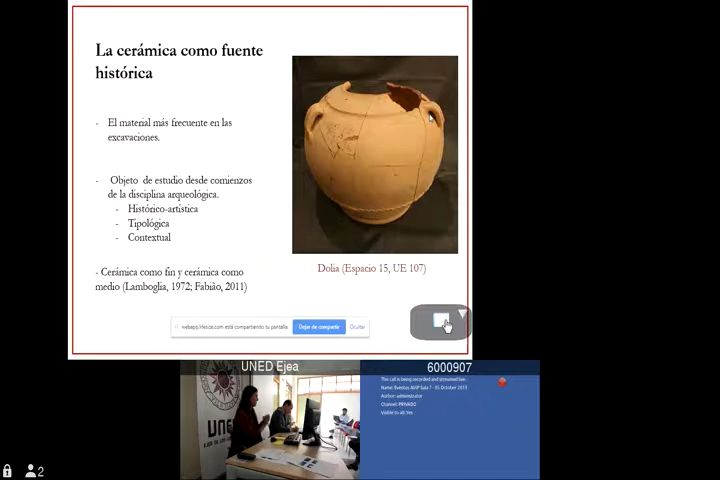 La cerámica como fuente
histórica
- El material más frecuente en las
excavaciones.
- Objeto de estudio desde comienzos
de la disciplina arqueológica.
- Histórico-artistica
- Tipológica
- Contextual
- Cerámica como fin y cerámica como
medio (Lamboglia, 1972; Fabião, 2011)
Dolia (Espacio 15, UE 107)
webapp.lifesize.com está compartiendo tu pantalla.
Dejar de compartir
Ocultar
UNED Ejea
6000907
This call is being recorded and streamed live.
Author: administrator
Channel: PRIVADO
Visible to all: Yes
UNED
2